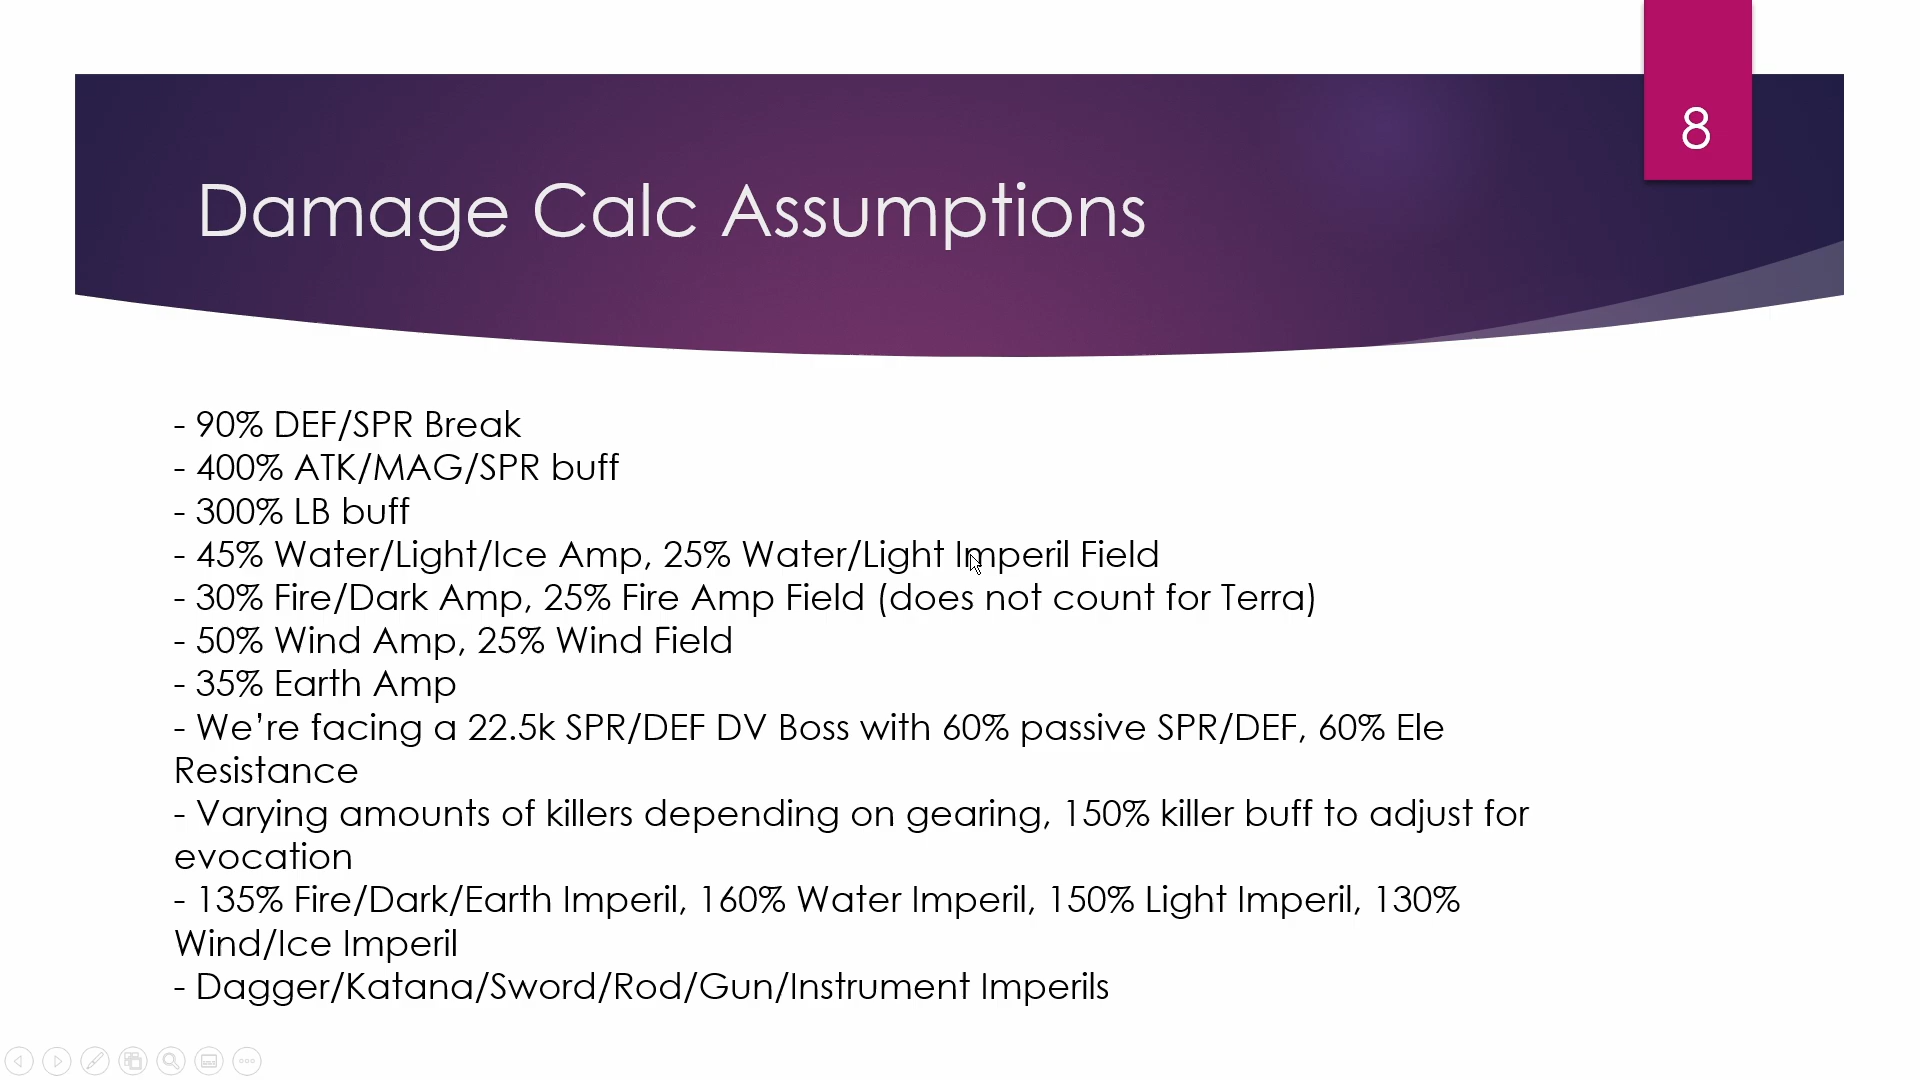 8
Damage Calc Assumptions
- 90% DEF/SPR Break
- 400% ATK/MAG/SPR buff
- 300% LB buff
- 45% Water/Light/Ice Amp, 25% Water/Light Imperil Field
- 30% Fire/Dark Amp, 25% Fire Amp Field (does not count for Terra)
- 50% Wind Amp, 25% Wind Field
- 35% Earth Amp
- We’re facing a 22.5k SPR/DEF DV Boss with 60% passive SPR/DEF, 60% Ele
Resistance
- Varying amounts of killers depending on gearing, 150% killer buff to adjust for
evocation
- 135% Fire/Dark/Earth Imperil, 160% Water Imperil, 150% Light Imperil, 130%
Wind/Ice Imperil
- Dagger/Katana/Sword/Rod/Gun/Instrument Imperils